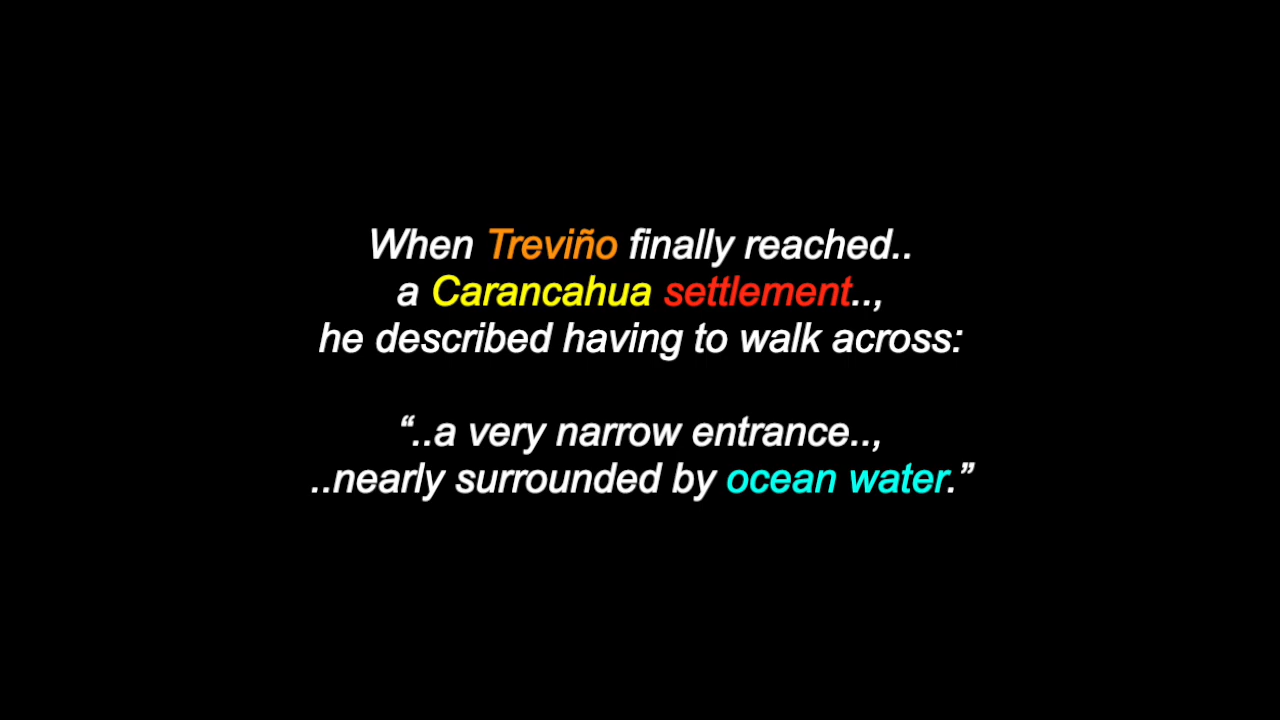 When Treviño finally reached..
a Carancahua settlement..,
he described having to walk across:
“..a very narrow entrance..,
..nearly surrounded by ocean water.”